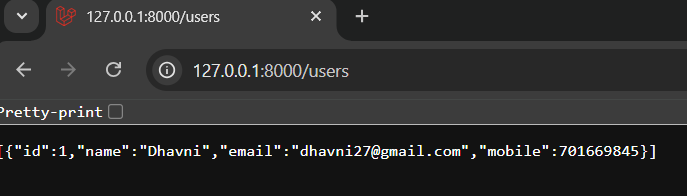 127.0.0.1:8000/users
127.0.0.1:8000/users
Pretty-print
[{"id":1,"name":"Dhavni","email":"dhavni27@gmail.com","mobile":701669845}]